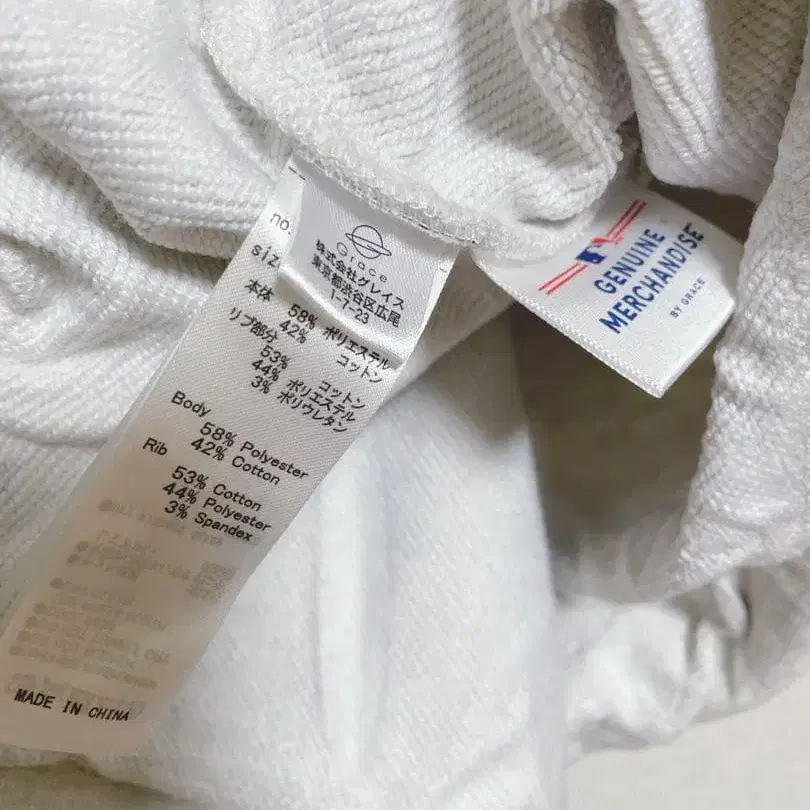 Grace
株式会社グレイス
東京都渋谷区広尾
1-7-23
no.
siz
本体
58% ポリエステル
42% コットン
リブ部分
53% コットン
44% ポリエステル
3% ポリウレタン
Body
58% Polyester
42% Cotton
Rib
53% Cotton
44% Polyester
3% Spandex
MADE IN CHINA
GENUINE
MERCHANDISE
BY GRACE